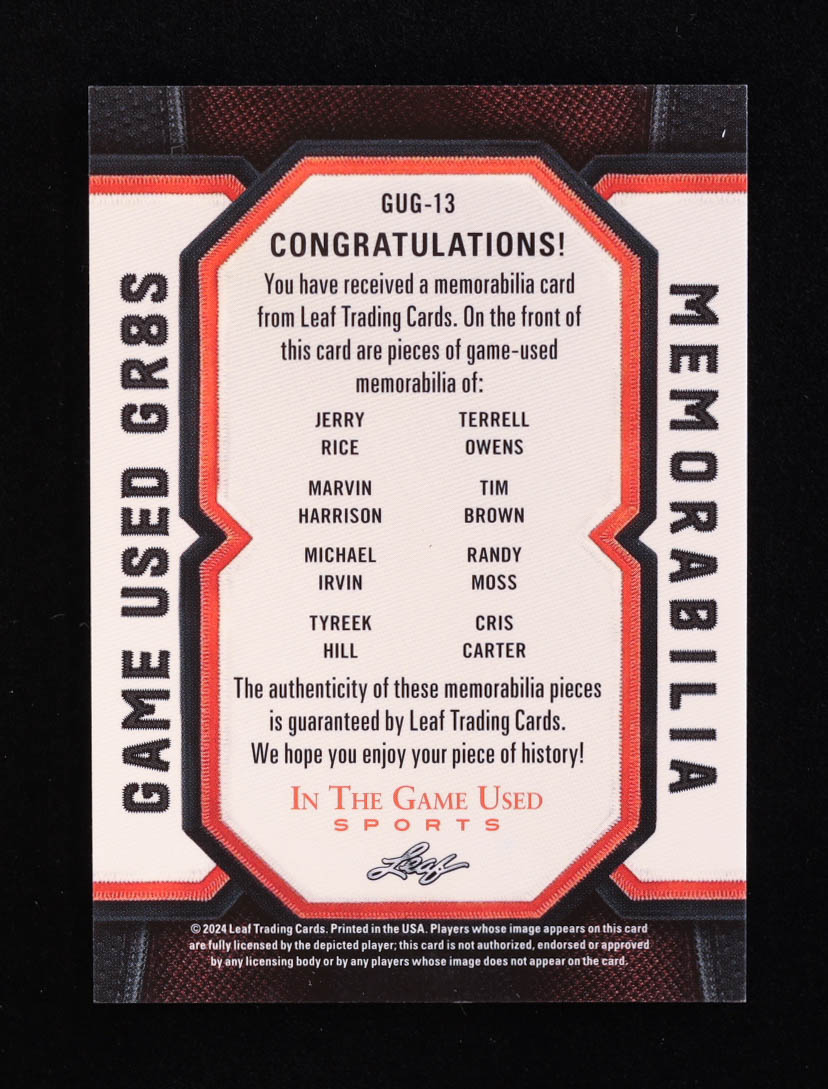 GUG-13
CONGRATULATIONS!
You have received a memorabilia card
from Leaf Trading Cards. On the front of
this card are pieces of game-used
memorabilia of:
JERRY
RICE
TERRELL
OWENS
MARVIN
HARRISON
TIM
BROWN
MICHAEL
IRVIN
RANDY
MOSS
TYREEK
HILL
CRIS
CARTER
The authenticity of these memorabilia pieces
is guaranteed by Leaf Trading Cards.
We hope you enjoy your piece of history!
IN THE GAME USED
SPORTS
Leaf
GAME USED GR8S
MEMORABILIA
© 2024 Leaf Trading Cards. Printed in the USA. Players whose image appears on this card
are fully licensed by the depicted player; this card is not authorized, endorsed or approved
by any licensing body or by any players whose image does not appear on the card.